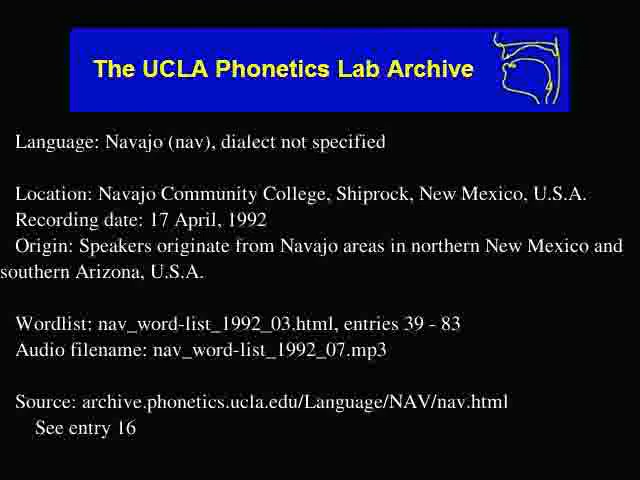 The UCLA Phonetics Lab Archive
Language: Navajo (nav), dialect not specified
Location: Navajo Community College, Shiprock, New Mexico, U.S.A.
Recording date: 17 April, 1992
Origin: Speakers originate from Navajo areas in northern New Mexico and
southern Arizona, U.S.A.
Wordlist: nav_word-list_1992_03.html, entries 39 - 83
Audio filename: nav_word-list_1992_07.mp3
Source: archive.phonetics.ucla.edu/Language/NAV/nav.html
See entry 16